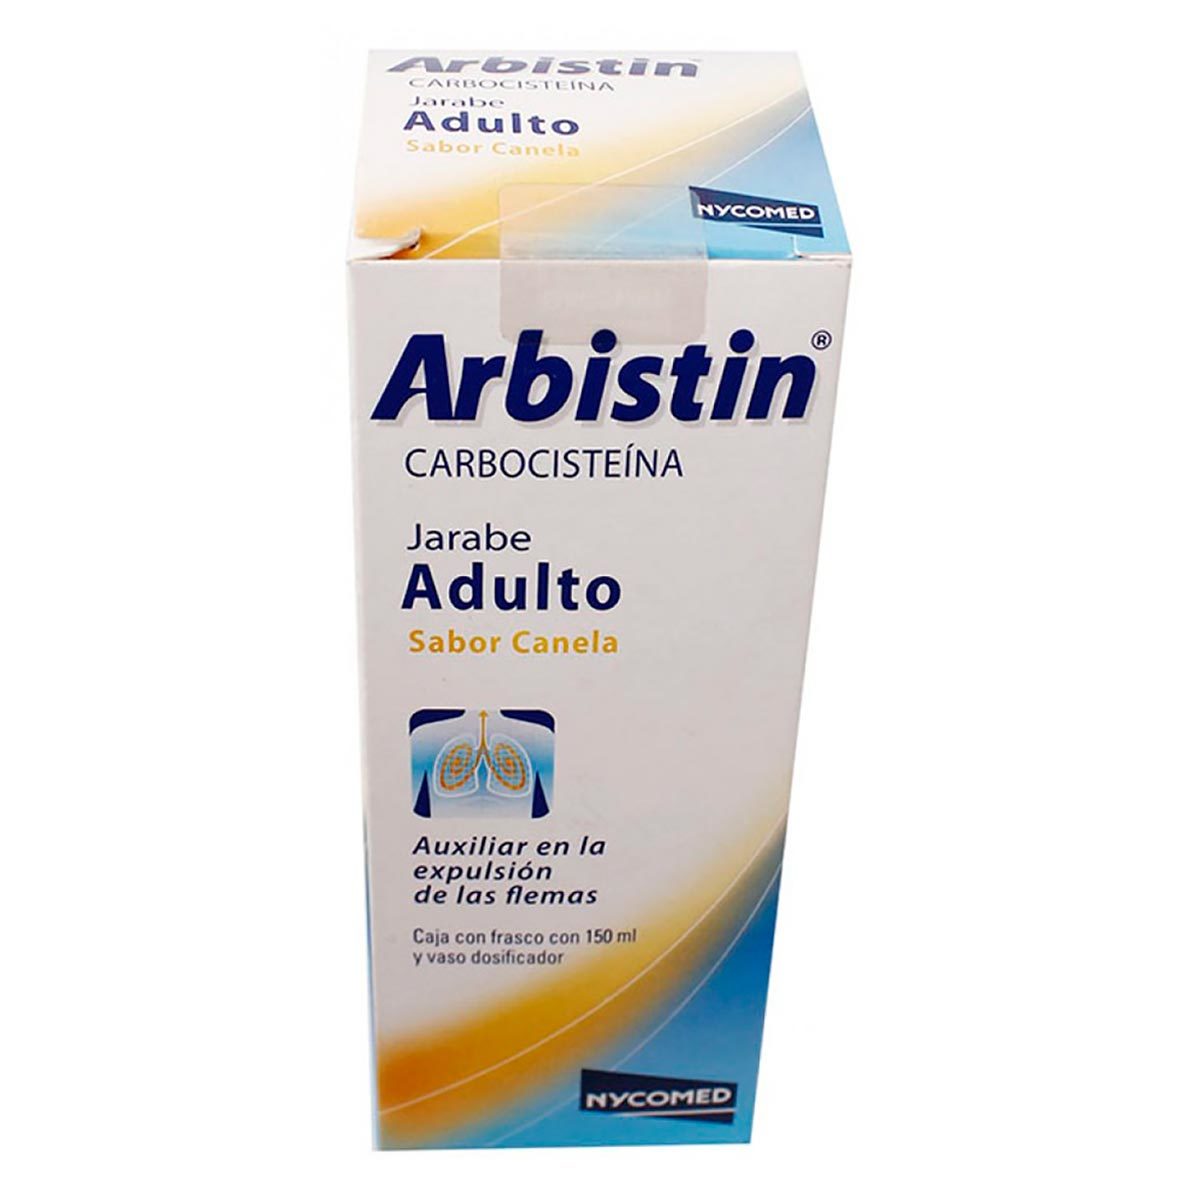 Arbistin™
CARBOCISTEÍNA
Jarabe
Adulto
Sabor Canela
NYCOMED
Arbistin®
CARBOCISTEÍNA
Jarabe
Adulto
Sabor Canela
Auxiliar en la
expulsión
de las flemas
Caja con frasco con 150 ml
y vaso dosificador
NYCOMED